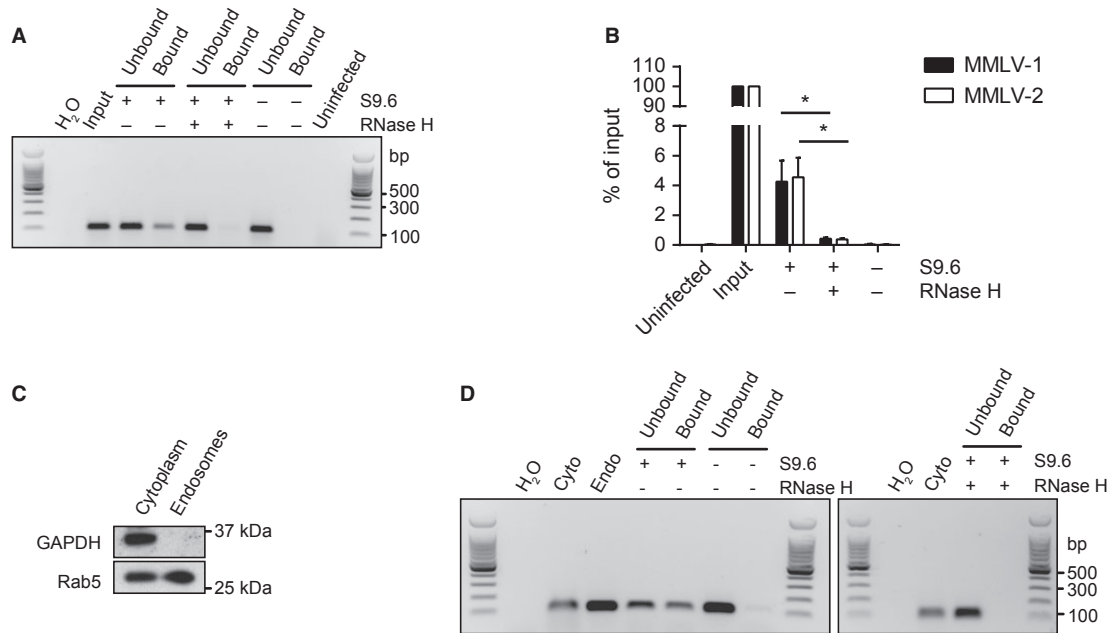 A
H2O
Input
Unbound
Bound
Unbound
Bound
Unbound
Bound
Uninfected
+ + + + – – S9.6
– – + + RNase H
bp
500
300
100
B
MMLV-1
MMLV-2
% of input
100
90
8
6
4
2
0
*
*
Uninfected
Input
+ + – S9.6
– + – RNase H
C
Cytoplasm
Endosomes
GAPDH
37 kDa
Rab5
25 kDa
D
H2O
Cyto
Endo
Unbound
Bound
Unbound
Bound
+ + - - S9.6
- - - - RNase H
H2O
Cyto
Unbound
Bound
+ + S9.6
+ + RNase H
bp
500
300
100